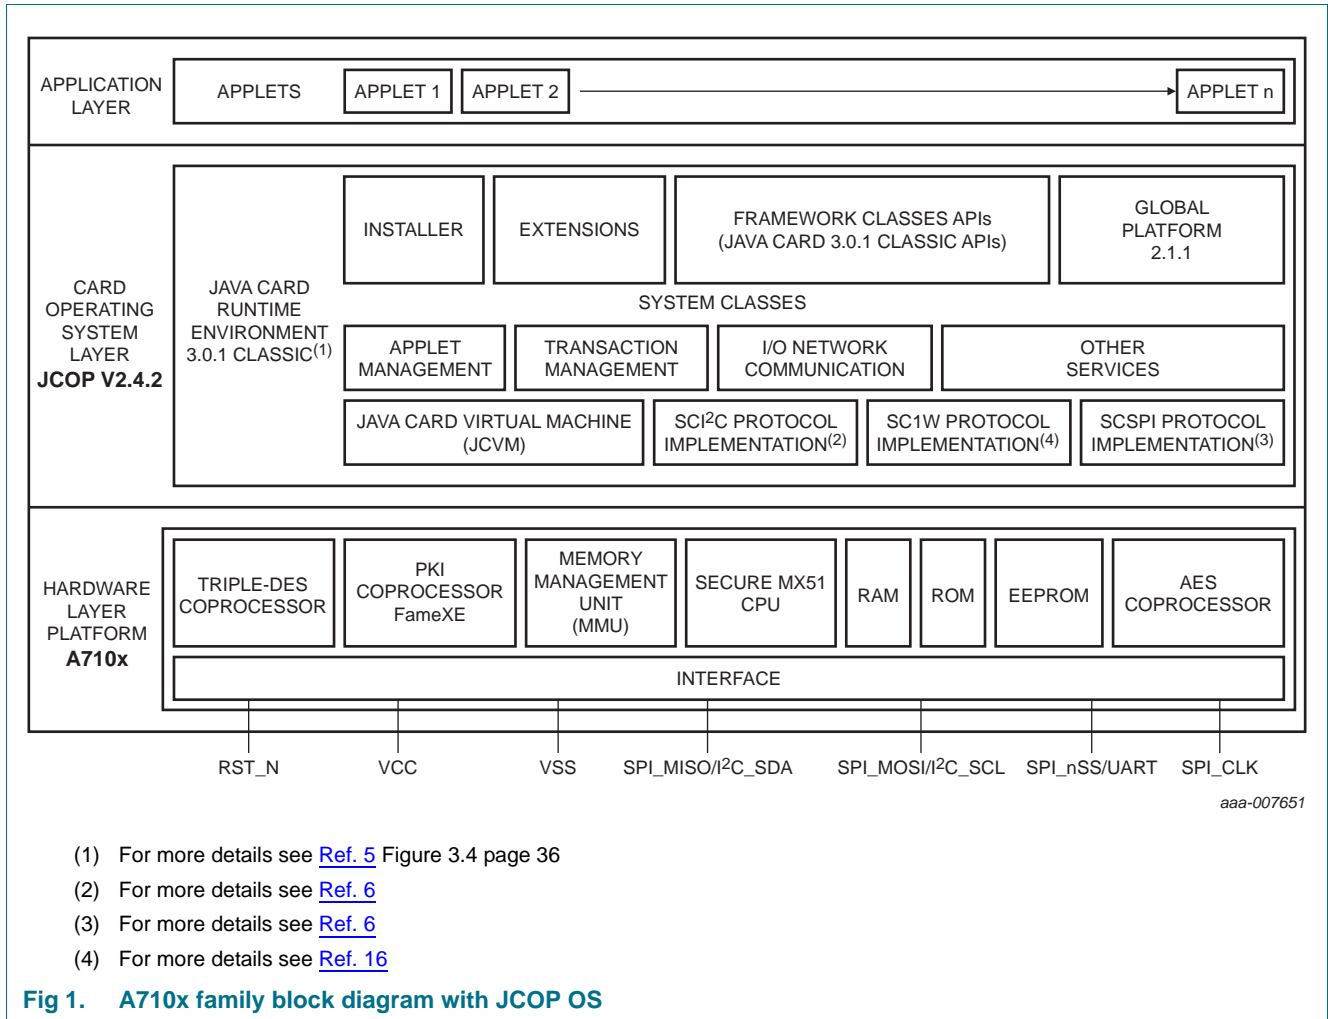 APPLICATION
LAYER
APPLETS
APPLET 1
APPLET 2
APPLET n
CARD
OPERATING
SYSTEM
LAYER
JCOP V2.4.2
JAVA CARD
RUNTIME
ENVIRONMENT
3.0.1 CLASSIC(1)
INSTALLER
EXTENSIONS
FRAMEWORK CLASSES APIs
(JAVA CARD 3.0.1 CLASSIC APIs)
GLOBAL
PLATFORM
2.1.1
SYSTEM CLASSES
APPLET
MANAGEMENT
TRANSACTION
MANAGEMENT
I/O NETWORK
COMMUNICATION
OTHER
SERVICES
JAVA CARD VIRTUAL MACHINE
(JCVM)
SCI²C PROTOCOL
IMPLEMENTATION(2)
SC1W PROTOCOL
IMPLEMENTATION(4)
SCSPI PROTOCOL
IMPLEMENTATION(3)
HARDWARE
LAYER
PLATFORM
A710x
TRIPLE-DES
COPROCESSOR
PKI
COPROCESSOR
FameXE
MEMORY
MANAGEMENT
UNIT
(MMU)
SECURE MX51
CPU
RAM
ROM
EEPROM
AES
COPROCESSOR
INTERFACE
RST_N
VCC
VSS
SPI_MISO/I²C_SDA
SPI_MOSI/I²C_SCL
SPI_nSS/UART
SPI_CLK
aaa-007651
(1) For more details see Ref. 5 Figure 3.4 page 36
(2) For more details see Ref. 6
(3) For more details see Ref. 6
(4) For more details see Ref. 16
Fig 1. A710x family block diagram with JCOP OS